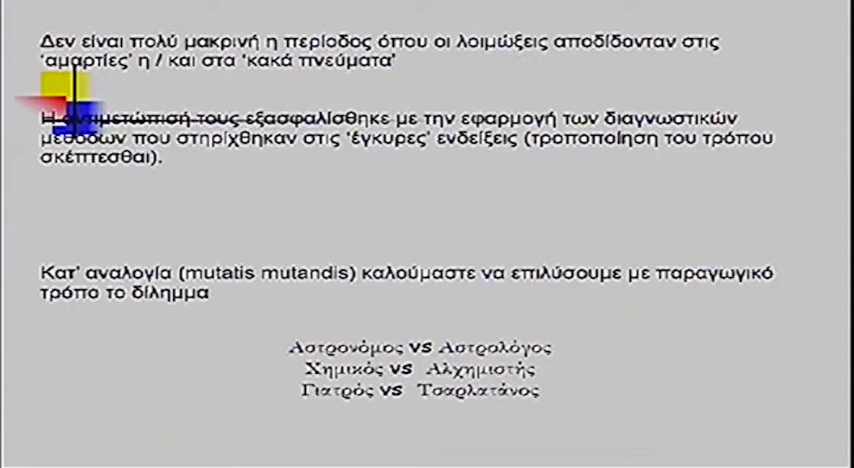 Δεν είναι πολύ μακρινή η περίοδος όπου οι λοιμώξεις αποδίδονταν στις
‘αμαρτίες’ η / και στα ‘κακά πνεύματα’
Η αντιμετώπισή τους εξασφαλίσθηκε με την εφαρμογή των διαγνωστικών
μεθόδων που στηρίχθηκαν στις ‘έγκυρες’ ενδείξεις (τροποποίηση του τρόπου
σκέπτεσθαι).
Κατ’ αναλογία (mutatis mutandis) καλούμαστε να επιλύσουμε με παραγωγικό
τρόπο το δίλημμα
Αστρονόμος vs Αστρολόγος
Χημικός vs Αλχημιστής
Γιατρός vs Τσαρλατάνος